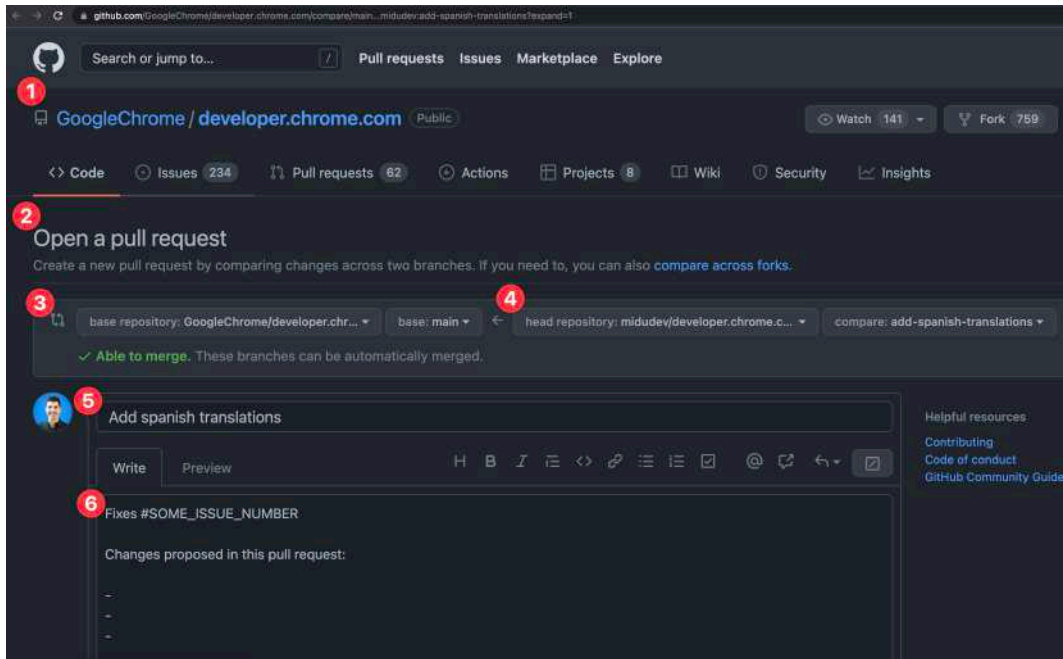 github.com/GoogleChrome/developer.chrome.com/compare/main...midudev:add-spanish-translations?expand=1
Search or jump to... / Pull requests Issues Marketplace Explore
1
GoogleChrome / developer.chrome.com Public Watch 141 Fork 759
<> Code Issues 234 Pull requests 62 Actions Projects 8 Wiki Security Insights
2
Open a pull request
Create a new pull request by comparing changes across two branches. If you need to, you can also compare across forks.
3 4
base repository: GoogleChrome/developer.chr... base: main ← head repository: midudev/developer.chrome.c... compare: add-spanish-translations
✓ Able to merge. These branches can be automatically merged.
5
Add spanish translations
Helpful resources
Contributing
Code of conduct
GitHub Community Guide
Write Preview H B I <> @
6
Fixes #SOME_ISSUE_NUMBER
Changes proposed in this pull request:
-
-
-